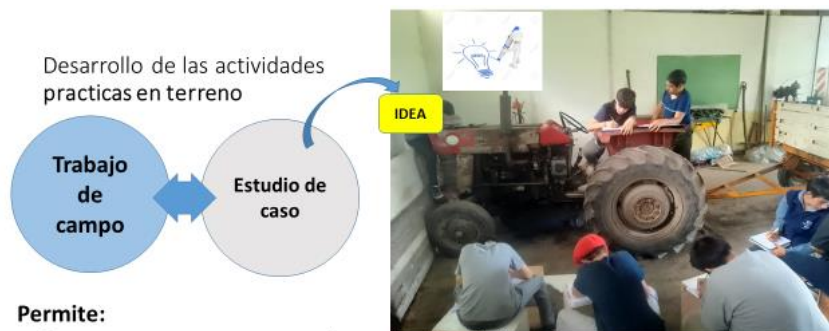 Desarrollo de las actividades
practicas en terreno
IDEA
Trabajo
de
campo
Estudio de
caso
Permite: